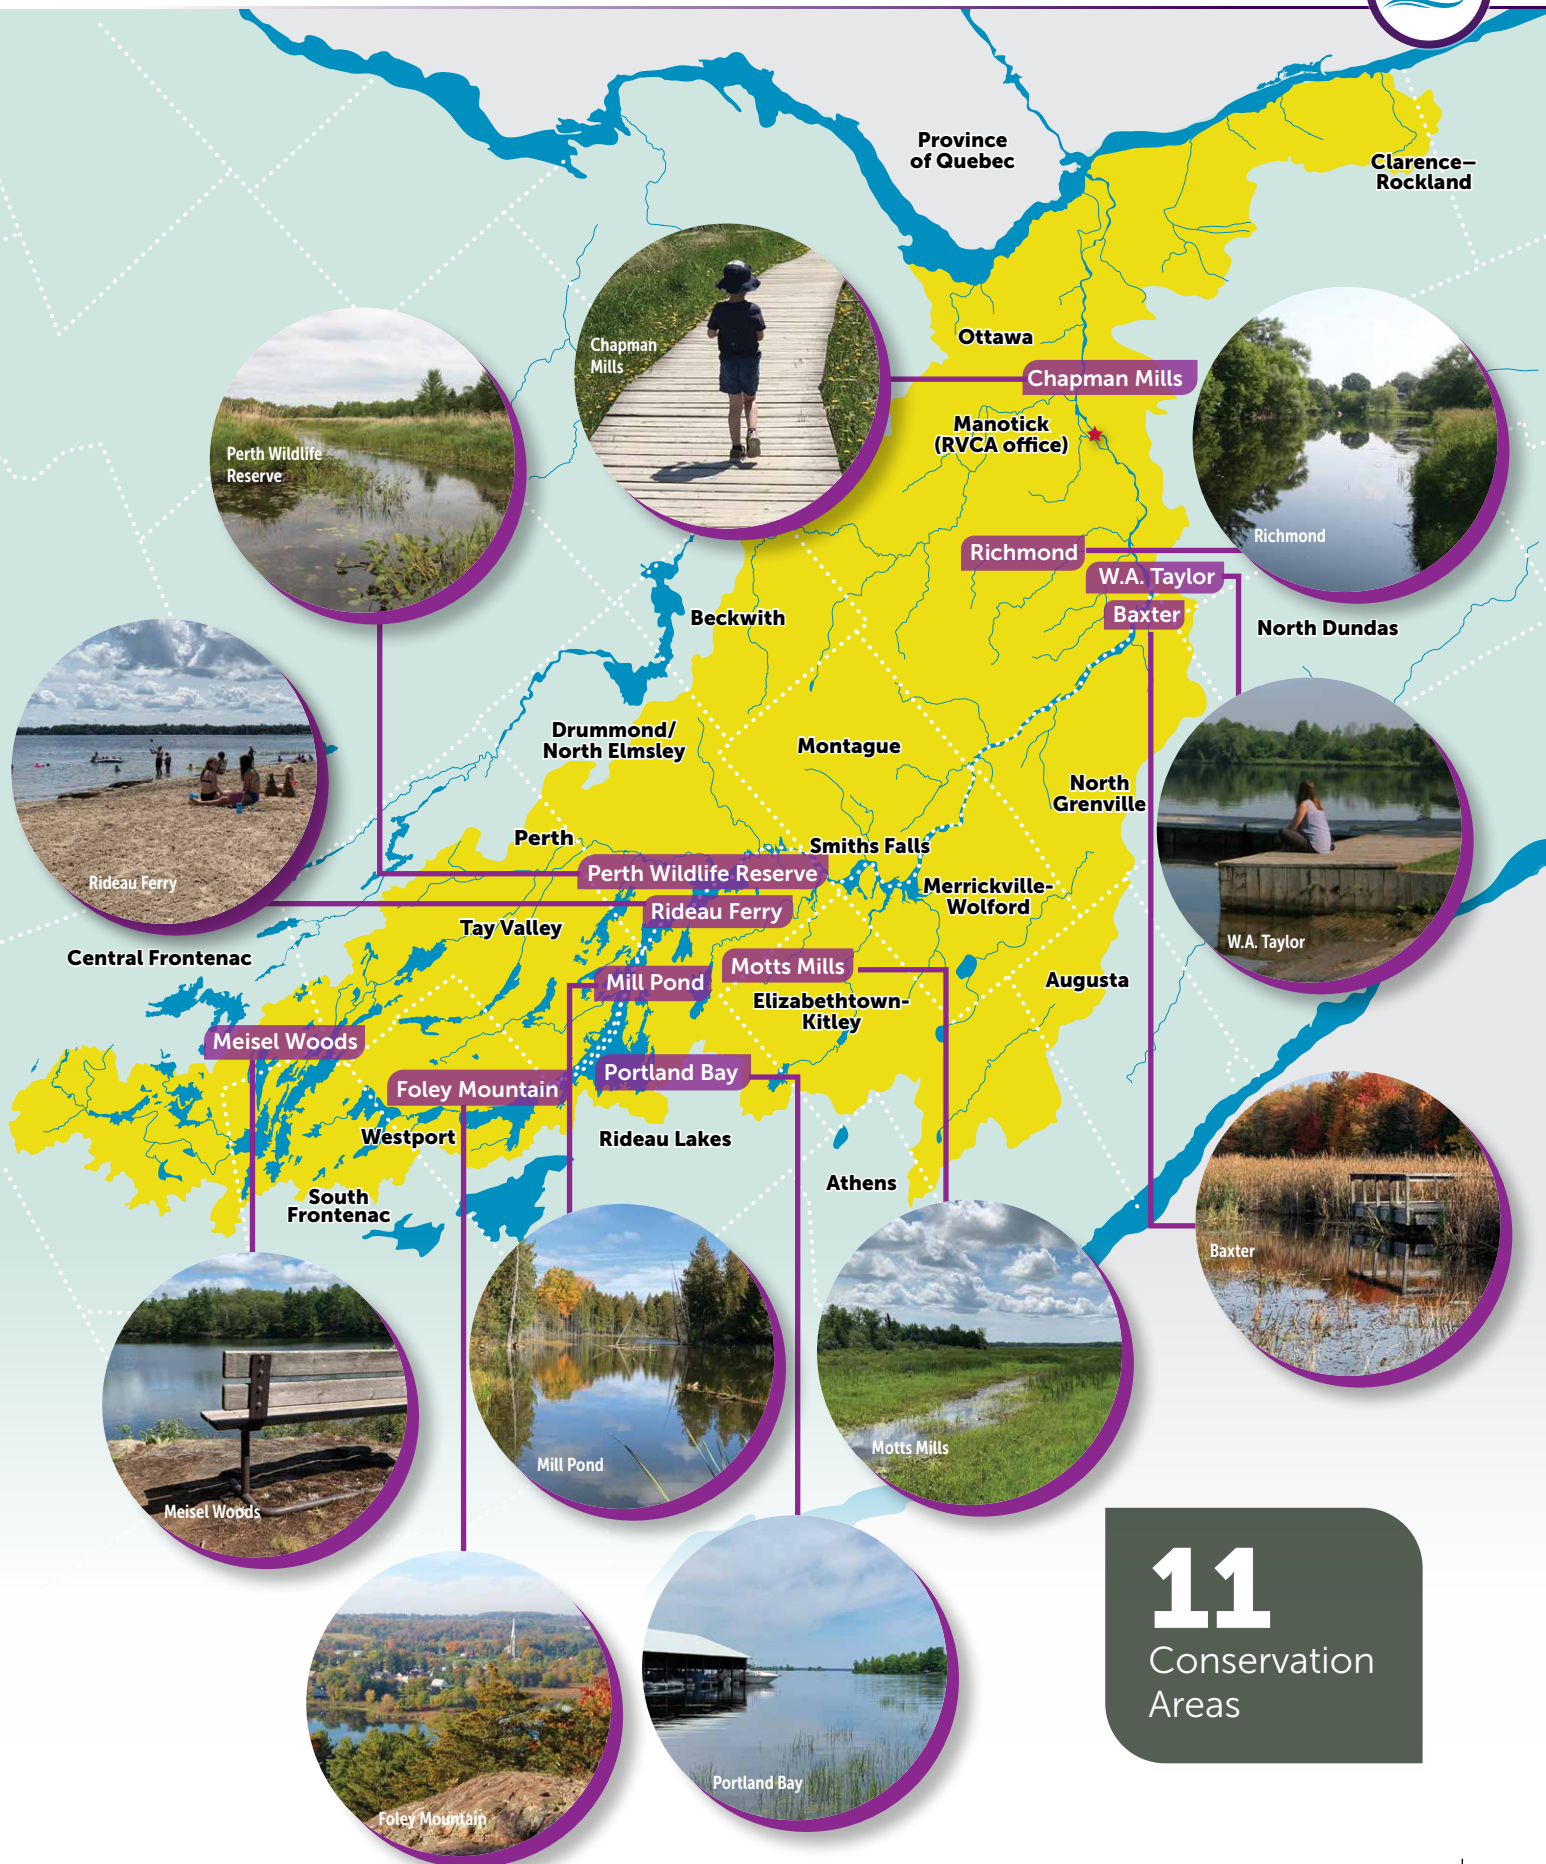 Province
of Quebec
Clarence–
Rockland
Ottawa
Chapman
Mills
Chapman Mills
Manotick
(RVCA office)
Perth Wildlife
Reserve
Richmond
Richmond
W.A. Taylor
Baxter
Beckwith
North Dundas
Drummond/
North Elmsley
Montague
North
Grenville
Perth
Smiths Falls
Rideau Ferry
Perth Wildlife Reserve
Merrickville-
Wolford
Rideau Ferry
Tay Valley
W.A. Taylor
Central Frontenac
Motts Mills
Mill Pond
Augusta
Elizabethtown-
Kitley
Meisel Woods
Portland Bay
Foley Mountain
Westport
Rideau Lakes
Athens
South
Frontenac
Baxter
Motts Mills
Mill Pond
Meisel Woods
11
Conservation
Areas
Portland Bay
Foley Mountain